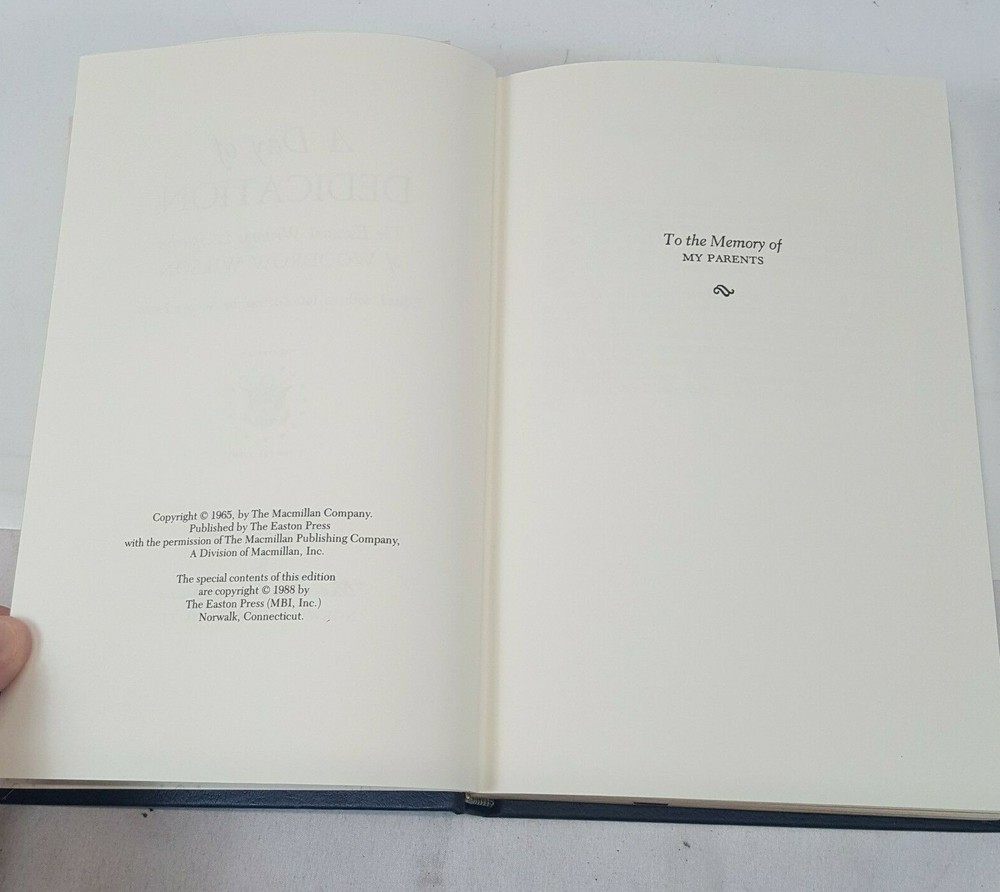 Copyright © 1965, by The Macmillan Company.
Published by The Easton Press
with the permission of The Macmillan Publishing Company,
A Division of Macmillan, Inc.
The special contents of this edition
are copyright © 1988 by
The Easton Press (MBI, Inc.)
Norwalk, Connecticut.
To the Memory of
MY PARENTS